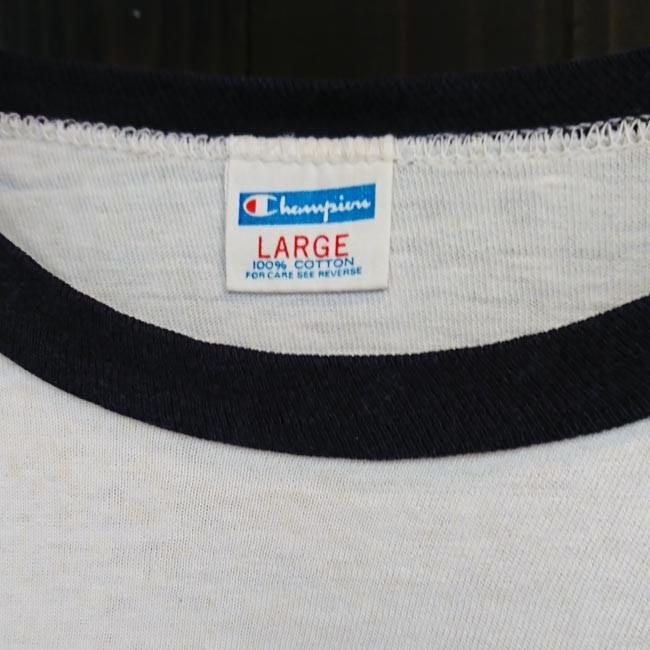 Champion
LARGE
100% COTTON
FOR CARE SEE REVERSE